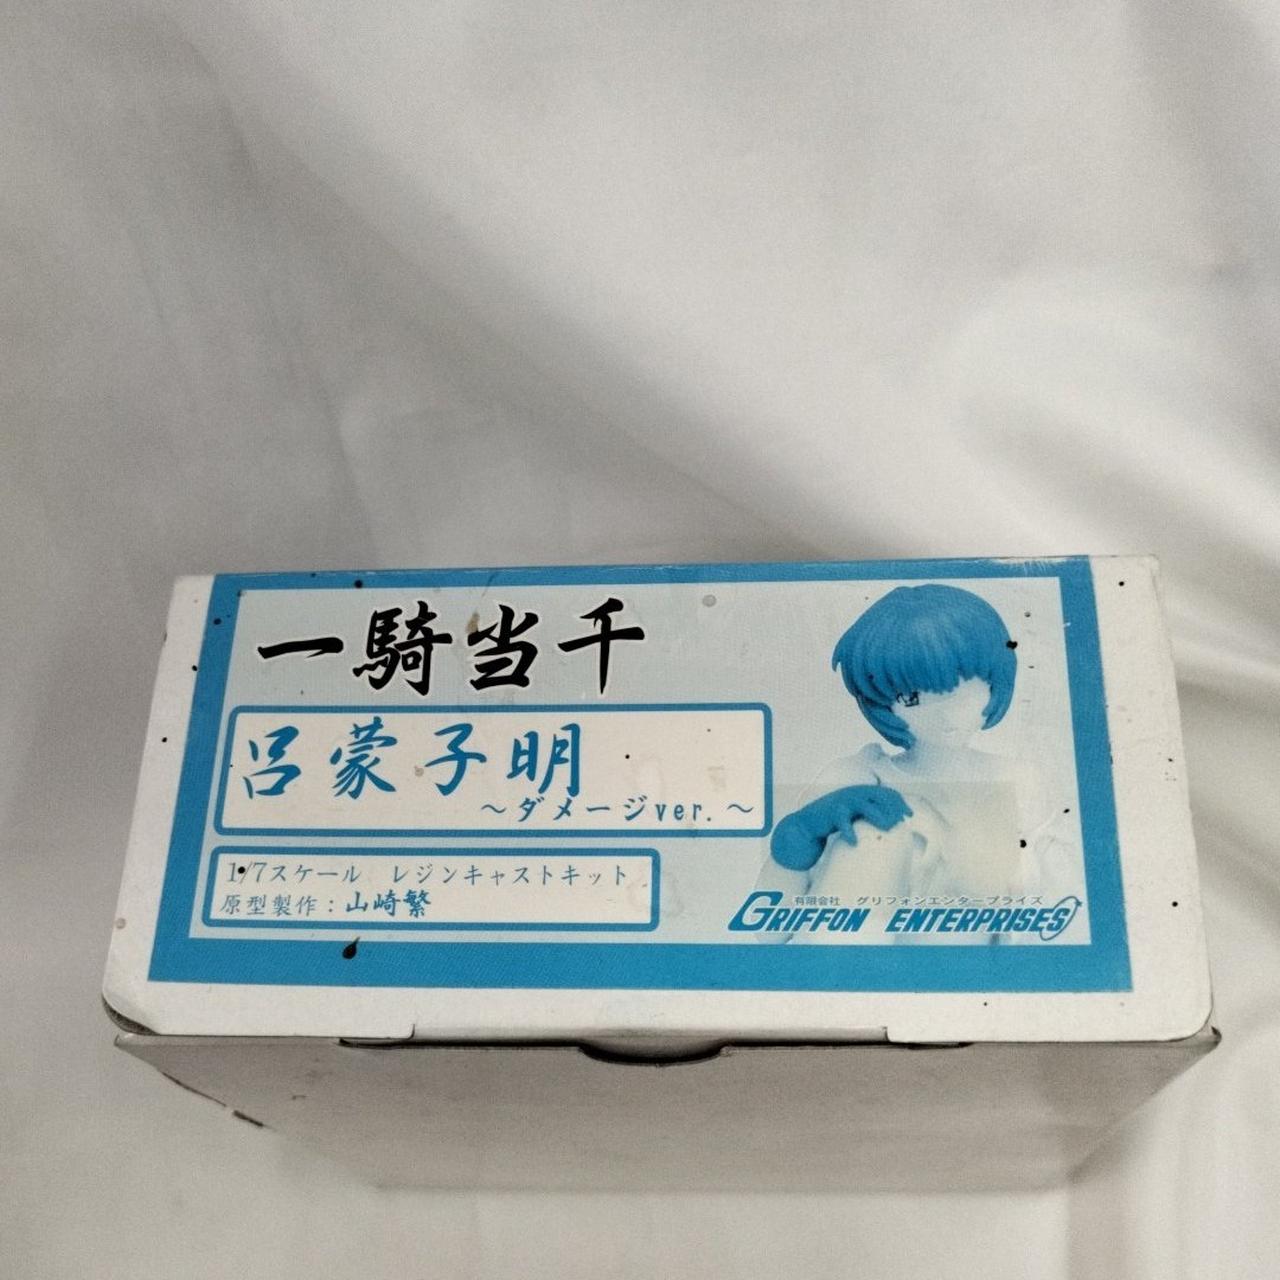 一騎当千
呂蒙子明
～ダメージver.～
1/7スケール レジンキャストキット
原型製作：山崎繁
有限会社 グリフォンエンタープライズ
GRIFFON ENTERPRISES